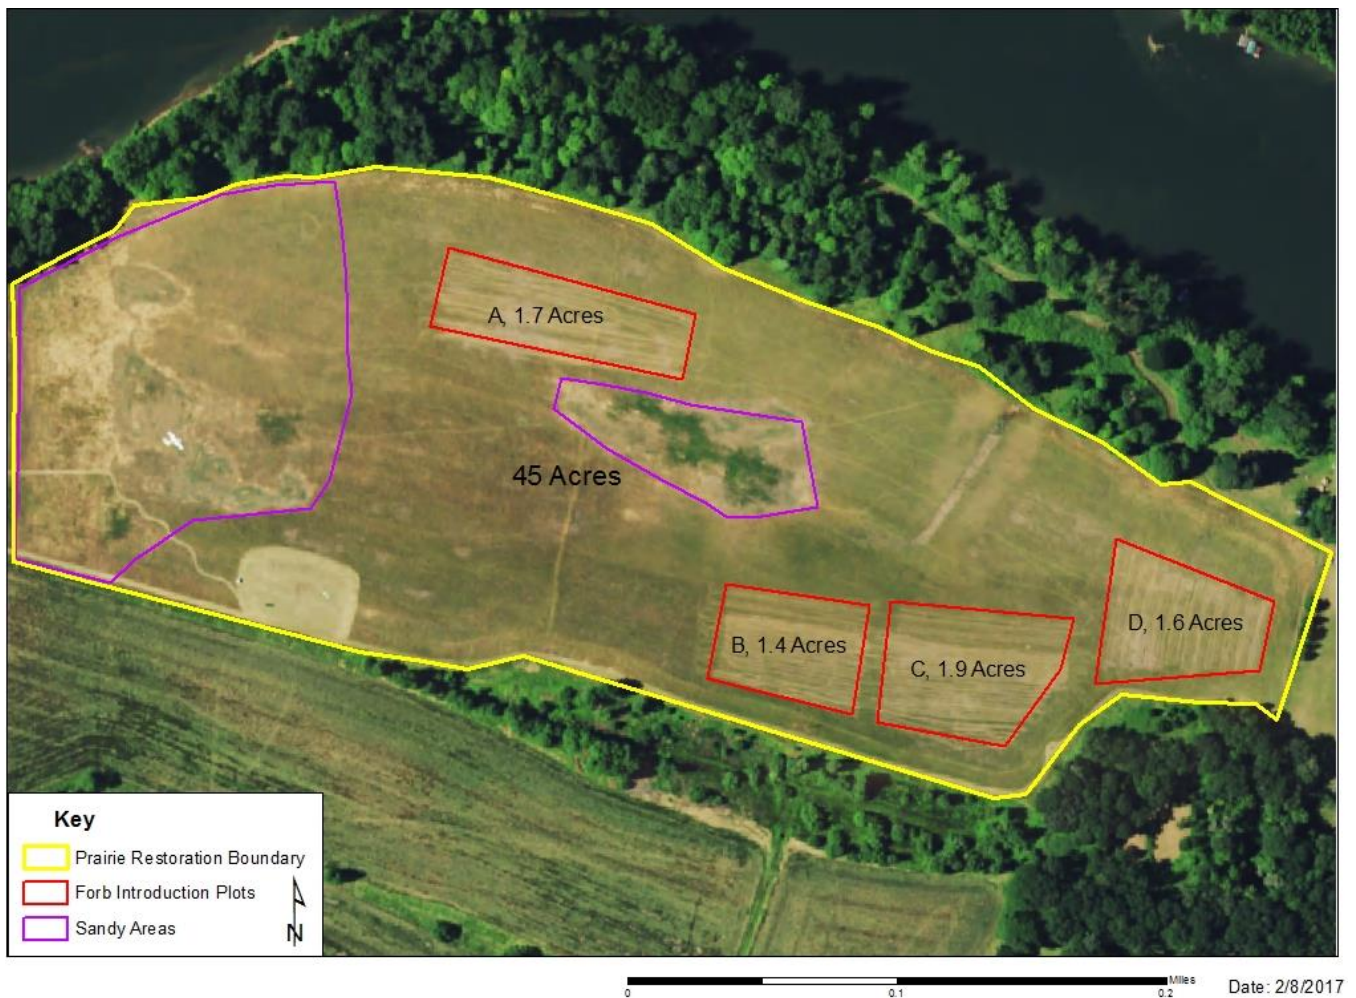 A, 1.7 Acres
45 Acres
B, 1.4 Acres
C, 1.9 Acres
D, 1.6 Acres
Key
Prairie Restoration Boundary
Forb Introduction Plots
Sandy Areas
N
Miles
0 0.1 0.2
Date: 2/8/2017